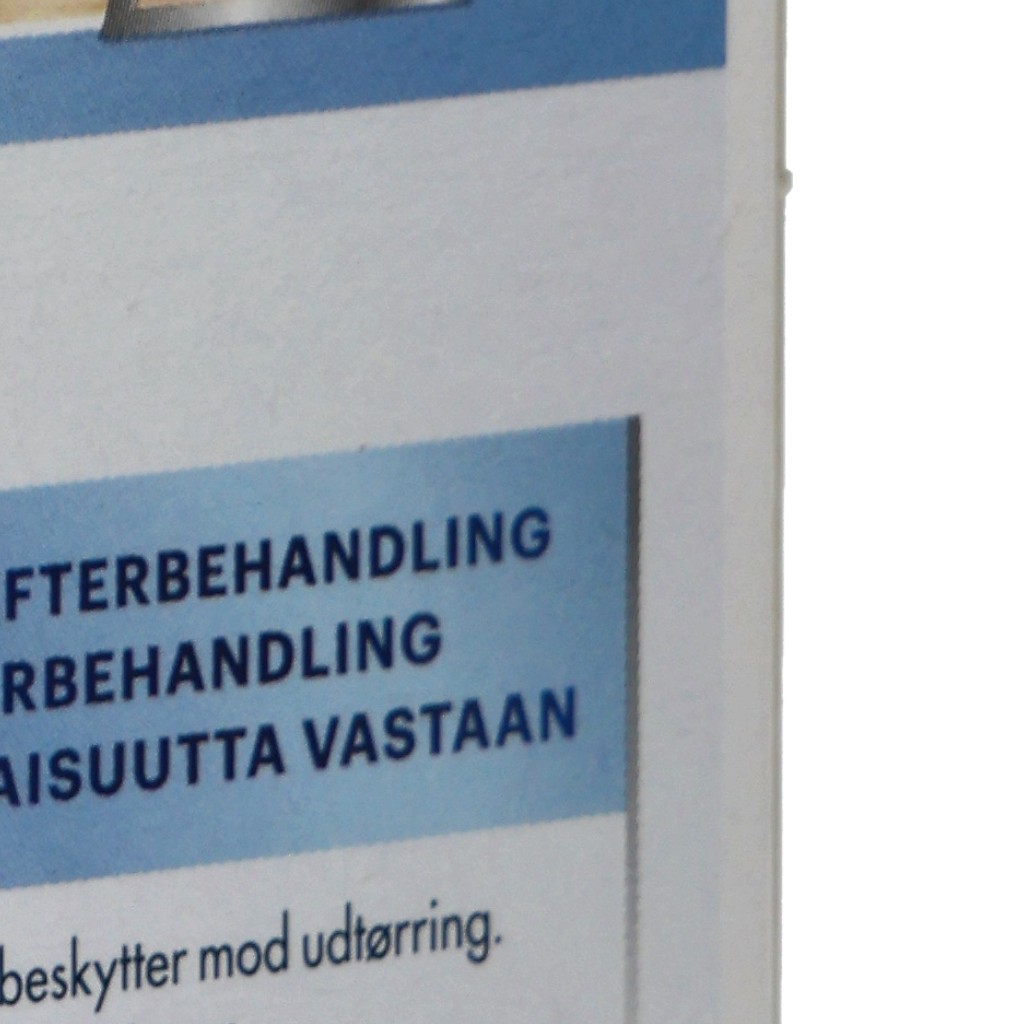 FTERBEHANDLING
RBEHANDLING
AISUUTTA VASTAAN
beskytter mod udtørring.